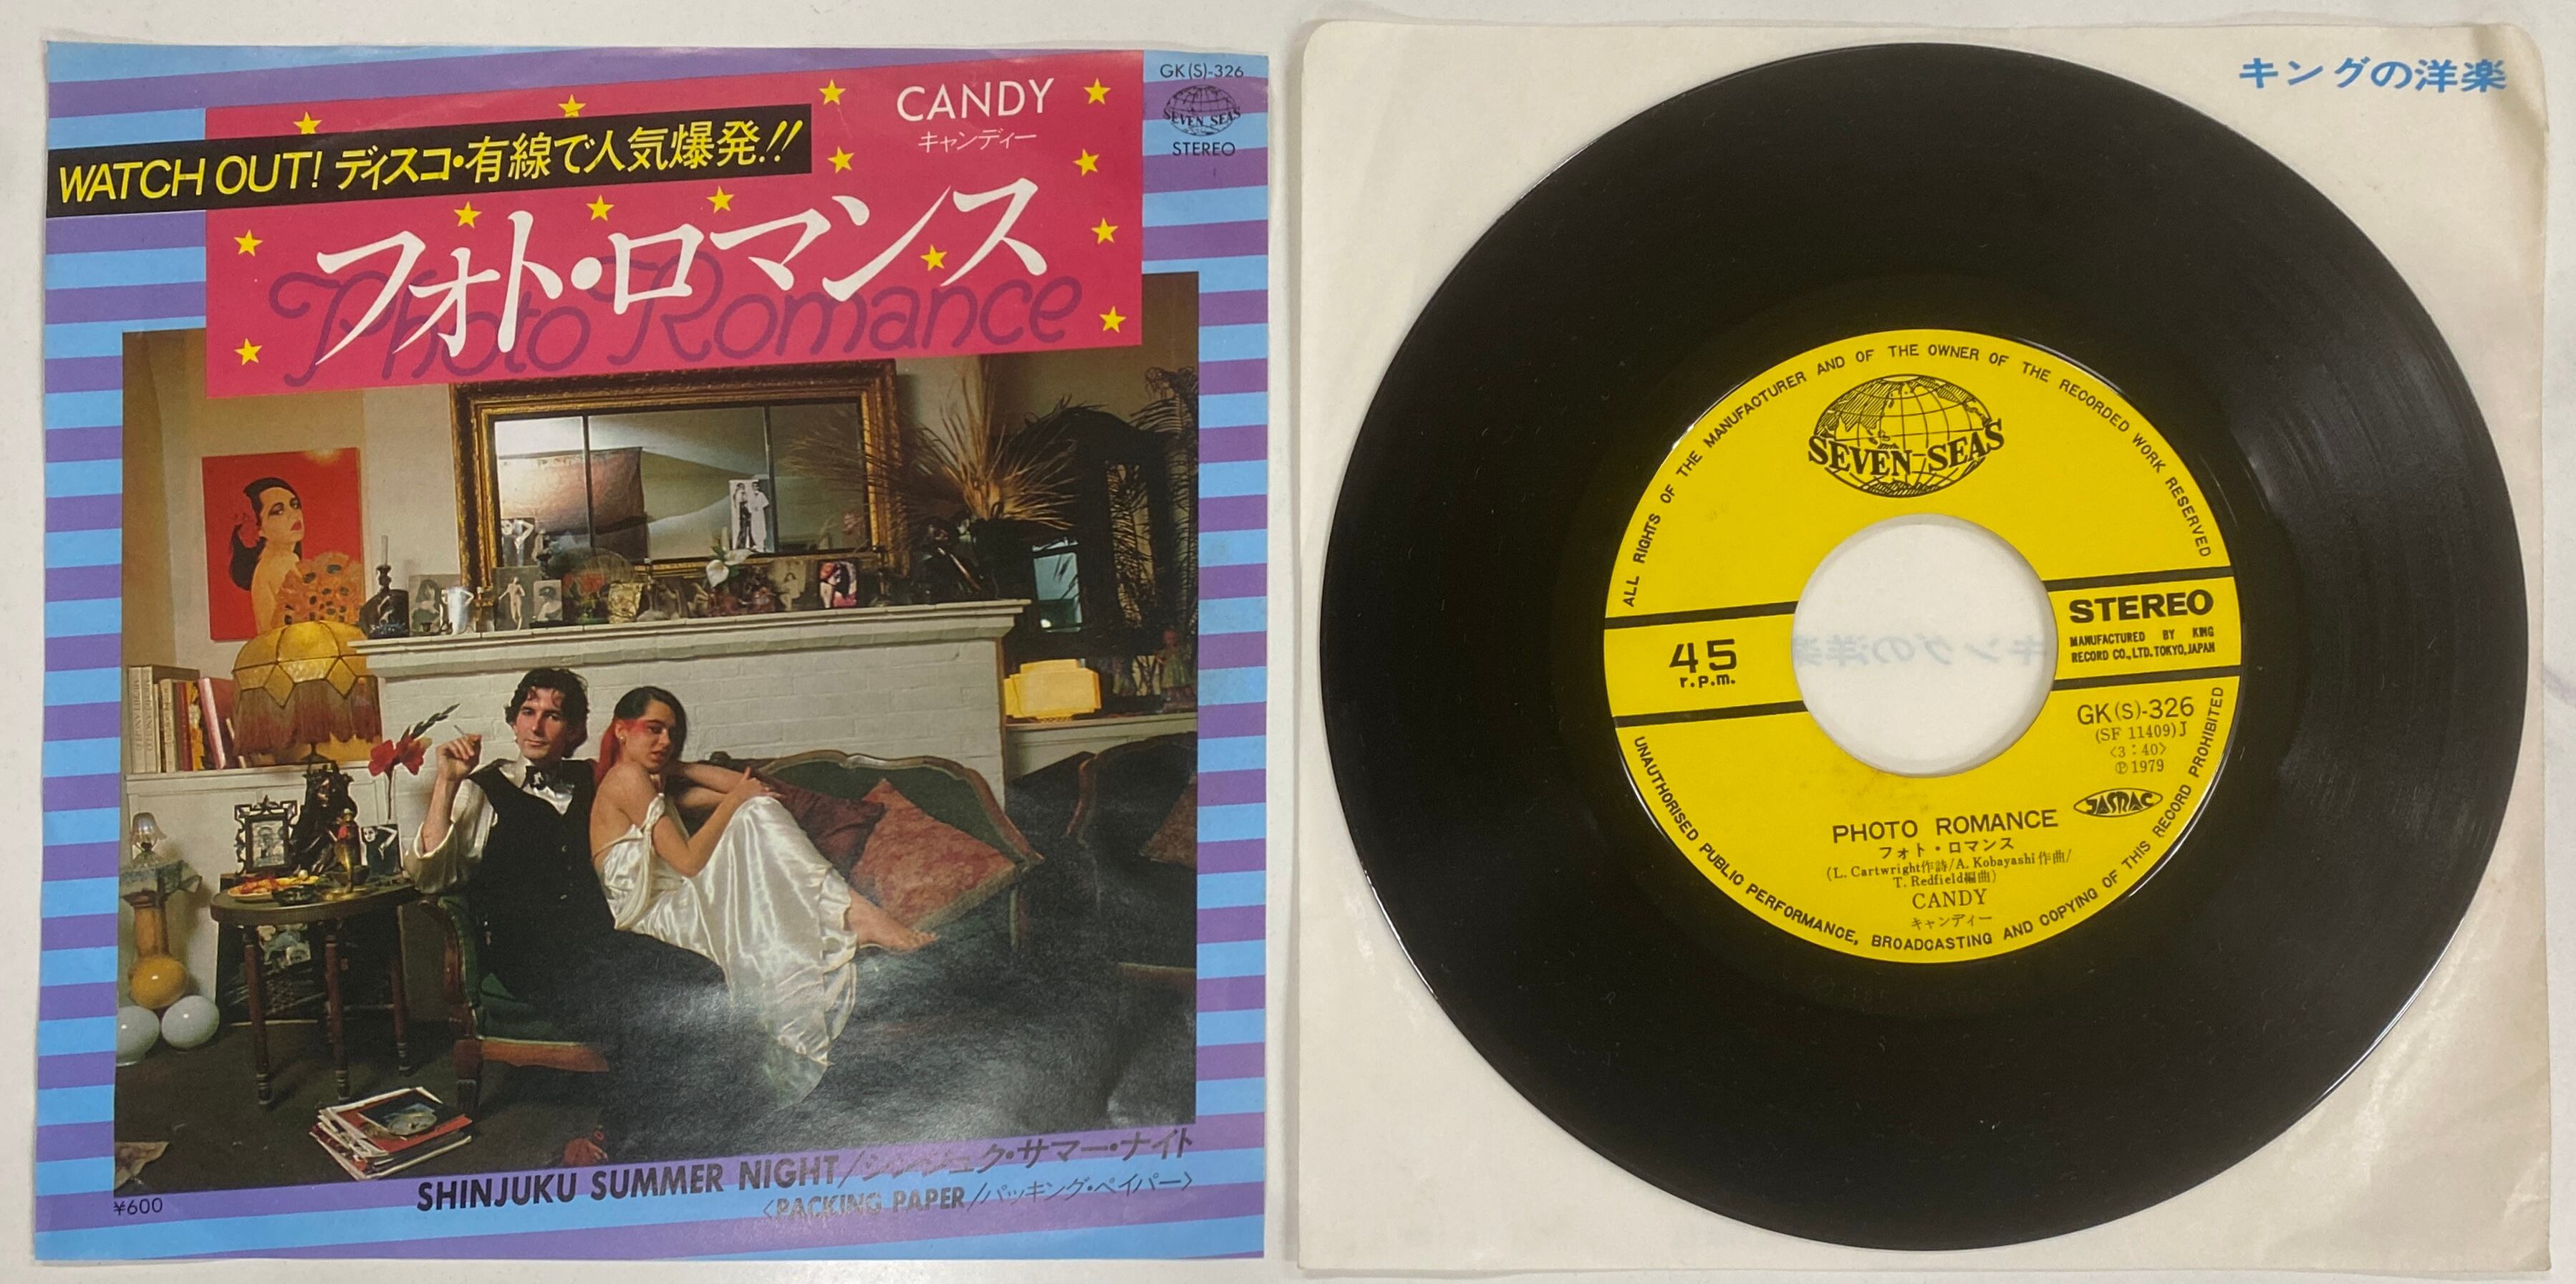 GK(S)-326
SEVEN SEAS
STEREO
CANDY
キャンディー
WATCH OUT! ディスコ・有線で人気爆発!!
フォト・ロマンス
Photo Romance
SHINJUKU SUMMER NIGHT/シンジュク・サマー・ナイト
〈PACKING PAPER/パッキング・ペイパー〉
¥600
キングの洋楽
ALL RIGHTS OF THE MANUFACTURER AND OF THE OWNER OF THE RECORDED WORK RESERVED
SEVEN SEAS
45
r.p.m.
STEREO
MANUFACTURED BY KING
RECORD CO., LTD. TOKYO, JAPAN
GK(S)-326
(SF 11409)J
〈3：40〉
Ⓟ1979
JASRAC
PHOTO ROMANCE
フォト・ロマンス
(L. Cartwright作詩/A. Kobayashi作曲/
T. Redfield編曲)
CANDY
キャンディー
UNAUTHORISED PUBLIC PERFORMANCE, BROADCASTING AND COPYING OF THIS RECORD PROHIBITED
キングの洋楽